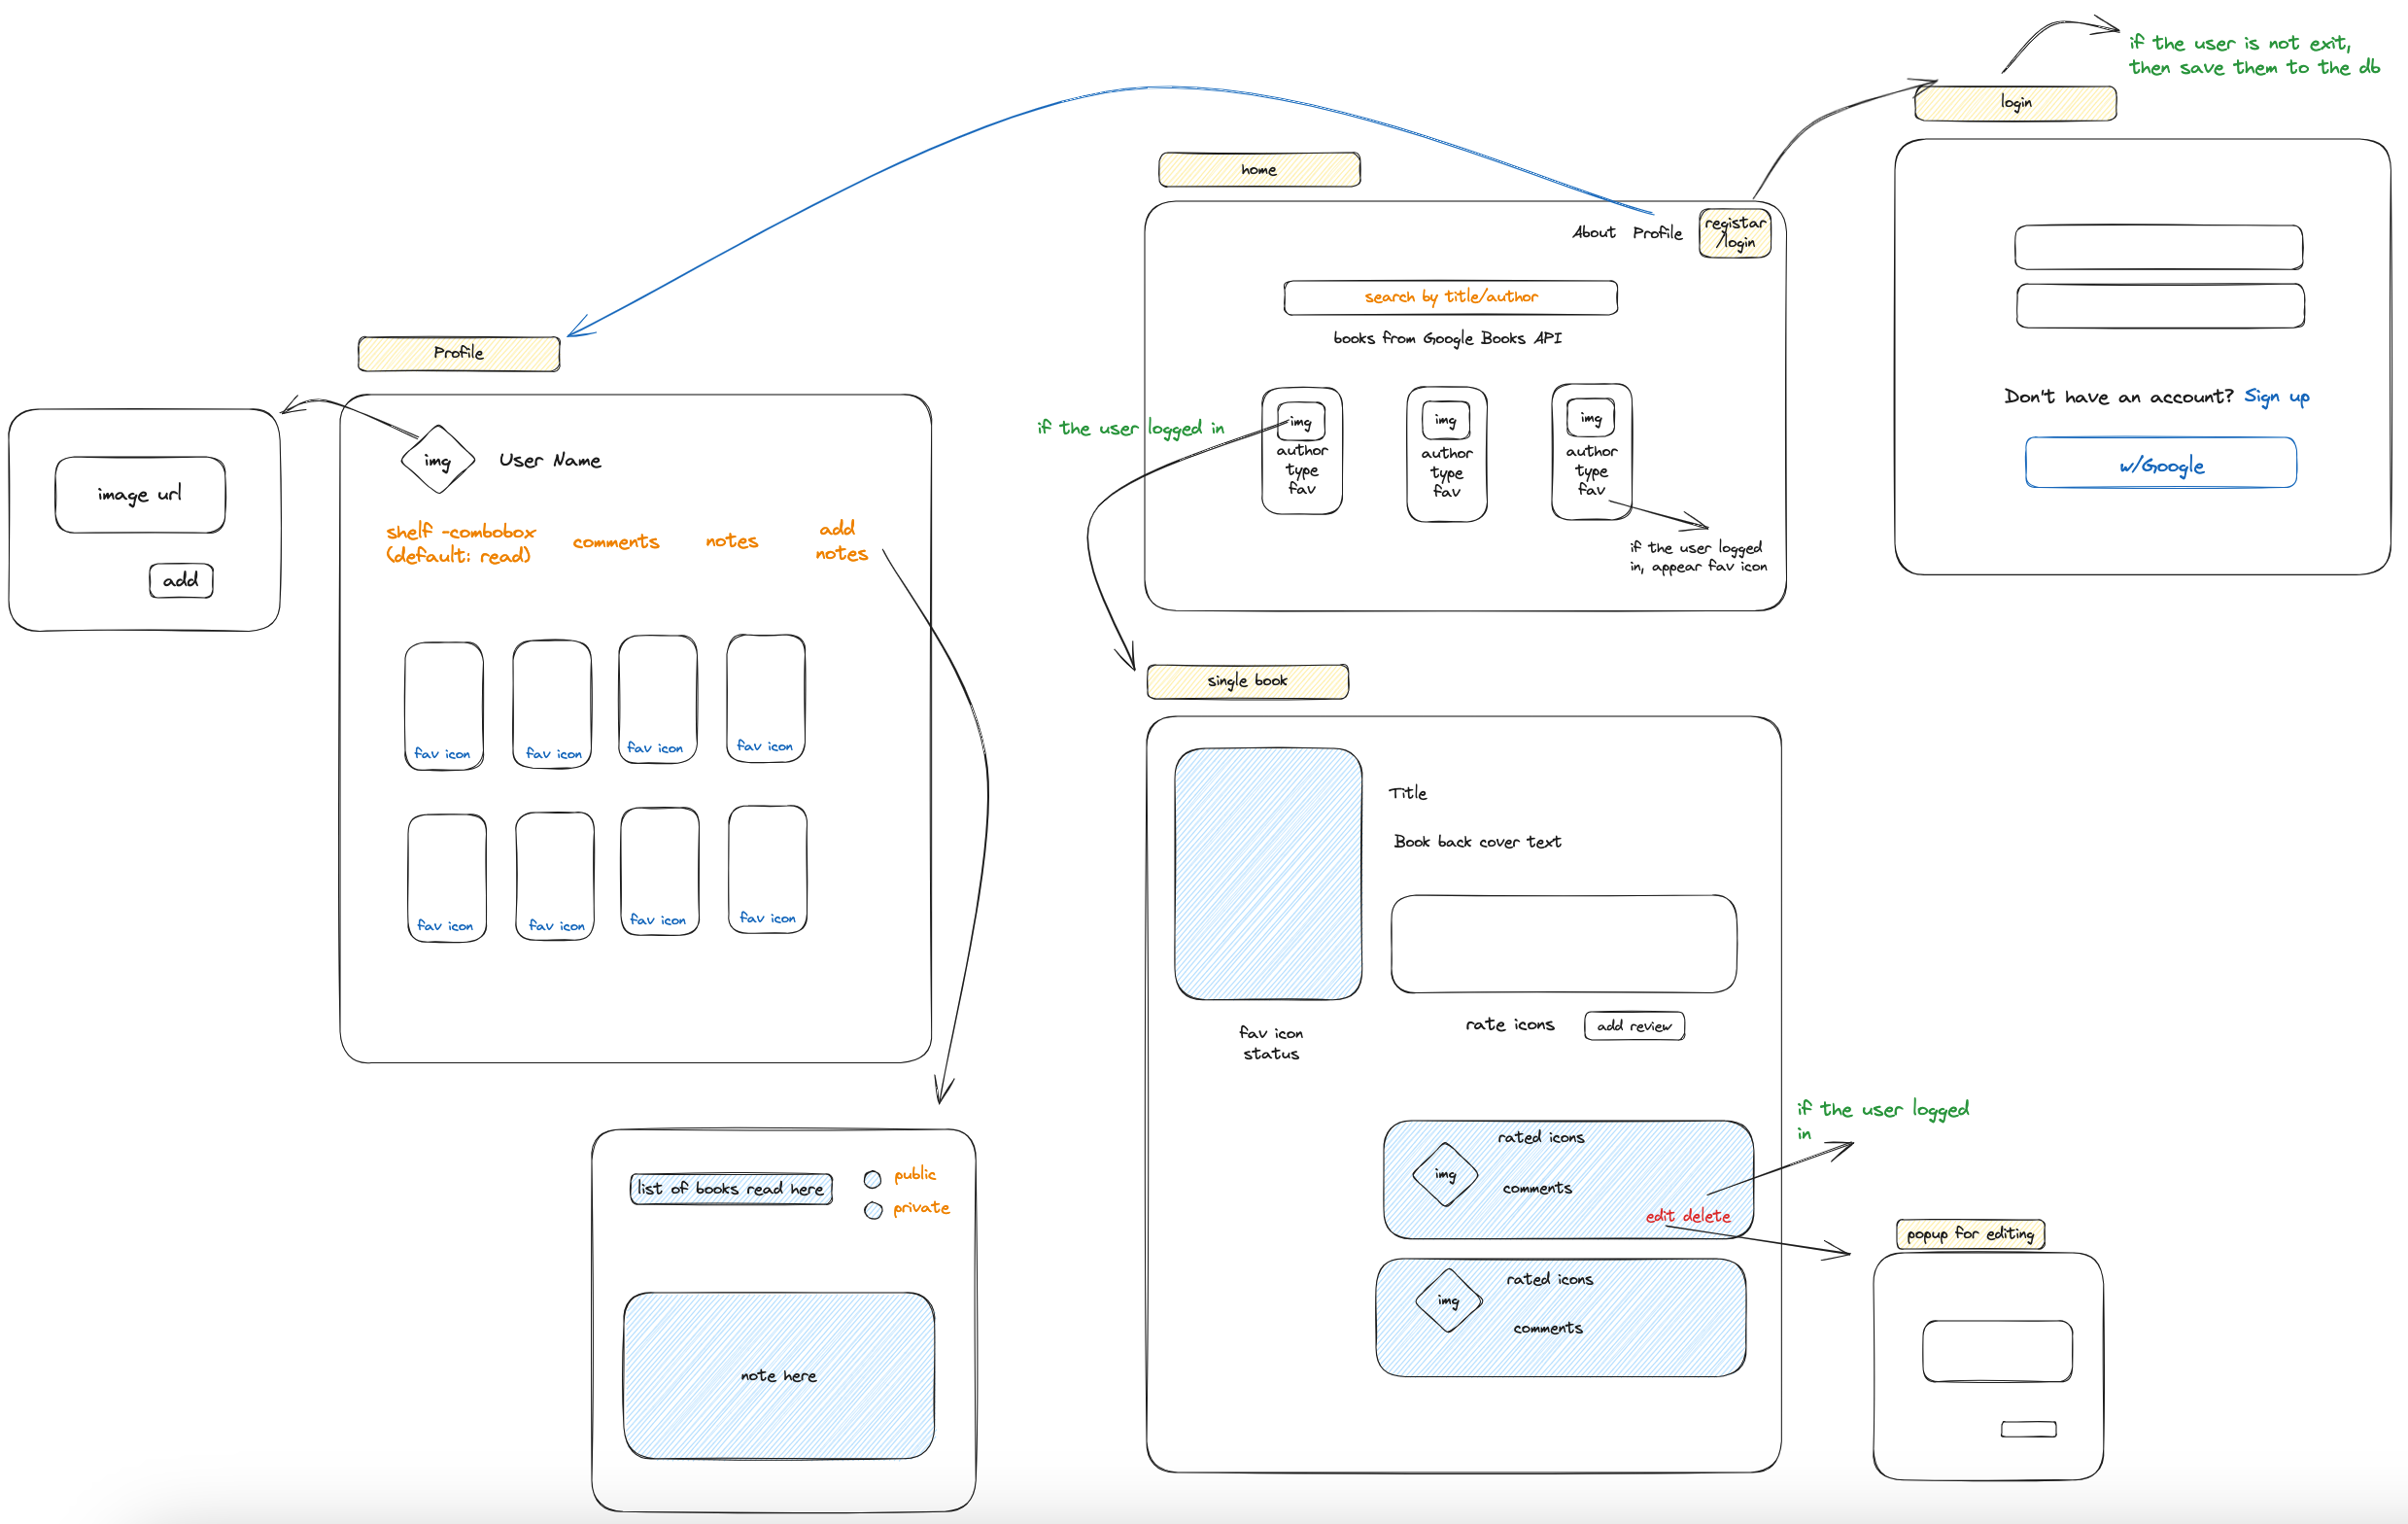 if the user is not exit,
then save them to the db
login
Don't have an account? Sign up
w/Google
home
About Profile
registar
/login
search by title/author
books from Google Books API
if the user logged in
img
author
type
fav
img
author
type
fav
img
author
type
fav
if the user logged
in, appear fav icon
Profile
image url
add
img
User Name
shelf -combobox
(default: read)
comments
notes
add
notes
fav icon
fav icon
fav icon
fav icon
fav icon
fav icon
fav icon
fav icon
list of books read here
public
private
note here
single book
Title
Book back cover text
fav icon
status
rate icons
add review
img
rated icons
comments
edit delete
if the user logged
in
img
rated icons
comments
popup for editing